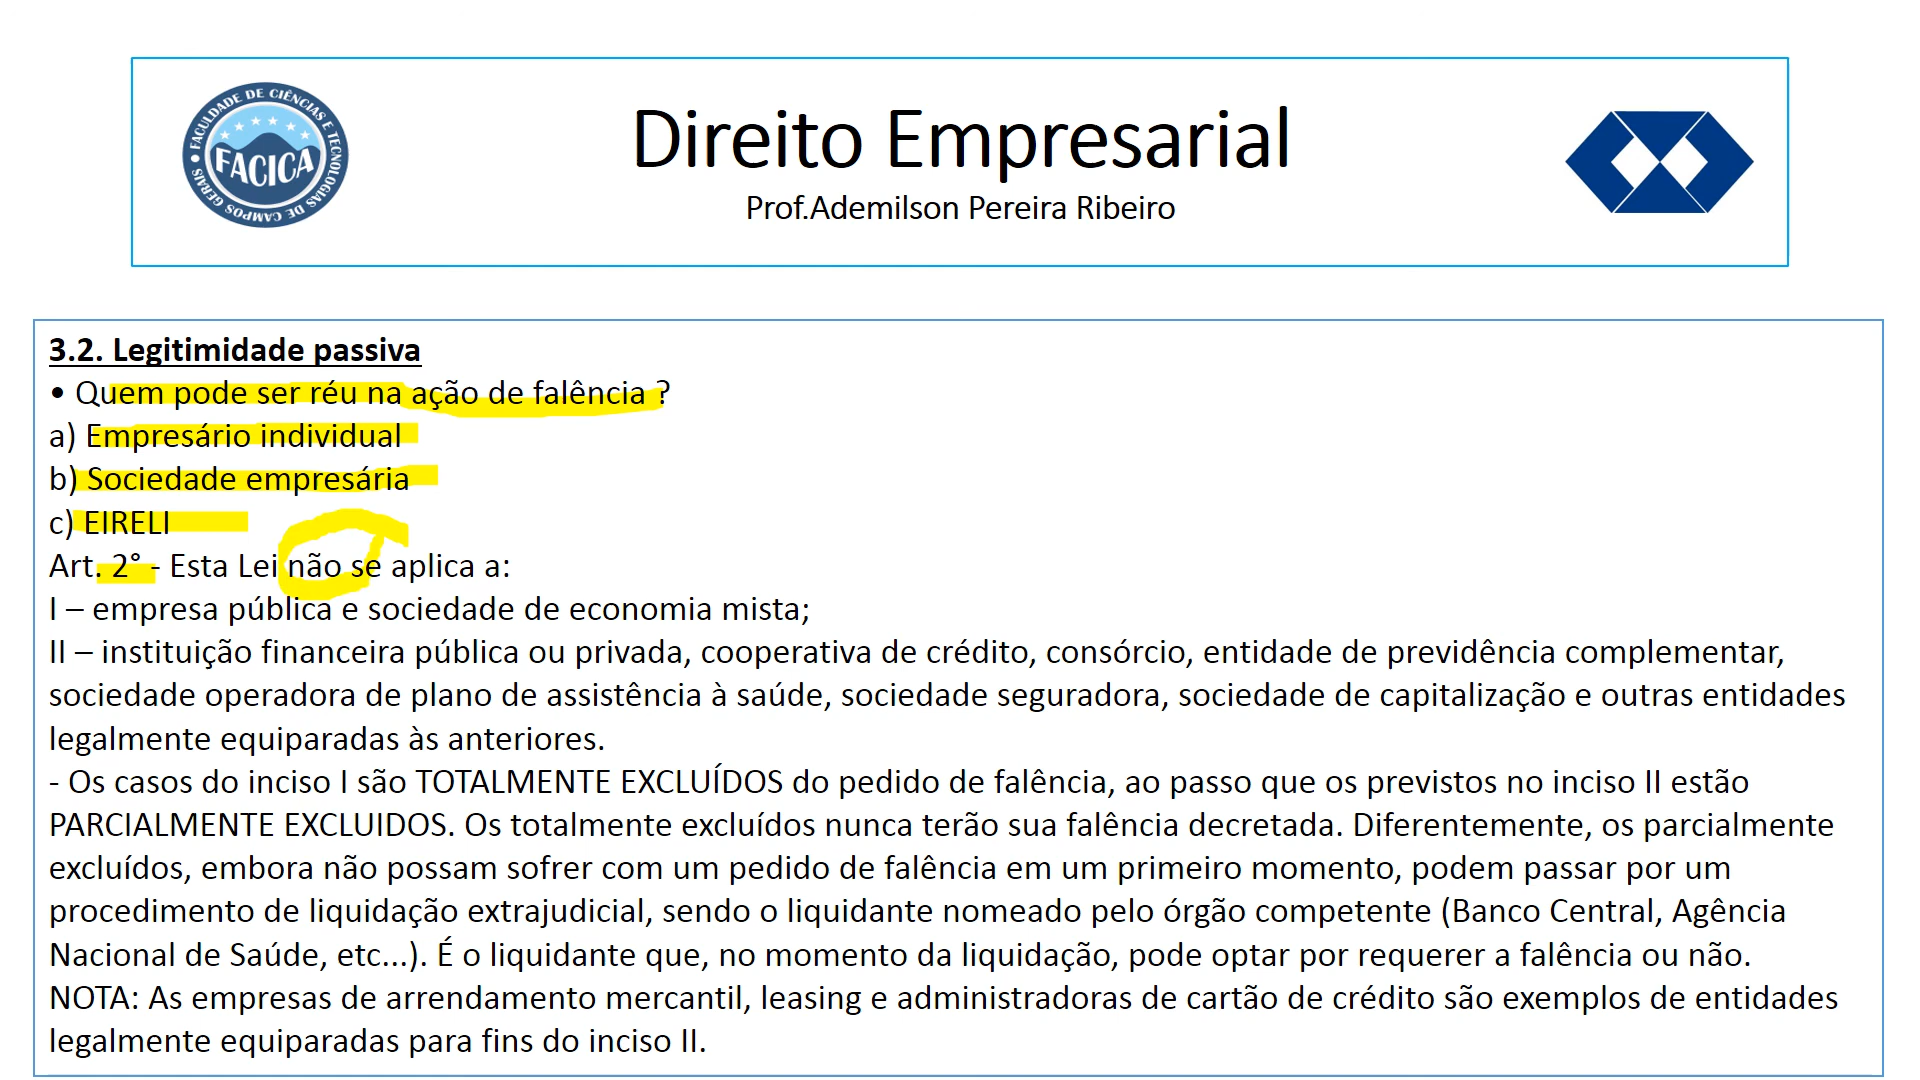 FACULDADE DE CIÊNCIAS E TECNOLOGIAS DE CAMPOS GERAIS
FACICA
Direito Empresarial
Prof.Ademilson Pereira Ribeiro
3.2. Legitimidade passiva
• Quem pode ser réu na ação de falência ?
a) Empresário individual
b) Sociedade empresária
c) EIRELI
Art. 2° - Esta Lei não se aplica a:
I – empresa pública e sociedade de economia mista;
II – instituição financeira pública ou privada, cooperativa de crédito, consórcio, entidade de previdência complementar,
sociedade operadora de plano de assistência à saúde, sociedade seguradora, sociedade de capitalização e outras entidades
legalmente equiparadas às anteriores.
- Os casos do inciso I são TOTALMENTE EXCLUÍDOS do pedido de falência, ao passo que os previstos no inciso II estão
PARCIALMENTE EXCLUIDOS. Os totalmente excluídos nunca terão sua falência decretada. Diferentemente, os parcialmente
excluídos, embora não possam sofrer com um pedido de falência em um primeiro momento, podem passar por um
procedimento de liquidação extrajudicial, sendo o liquidante nomeado pelo órgão competente (Banco Central, Agência
Nacional de Saúde, etc...). É o liquidante que, no momento da liquidação, pode optar por requerer a falência ou não.
NOTA: As empresas de arrendamento mercantil, leasing e administradoras de cartão de crédito são exemplos de entidades
legalmente equiparadas para fins do inciso II.